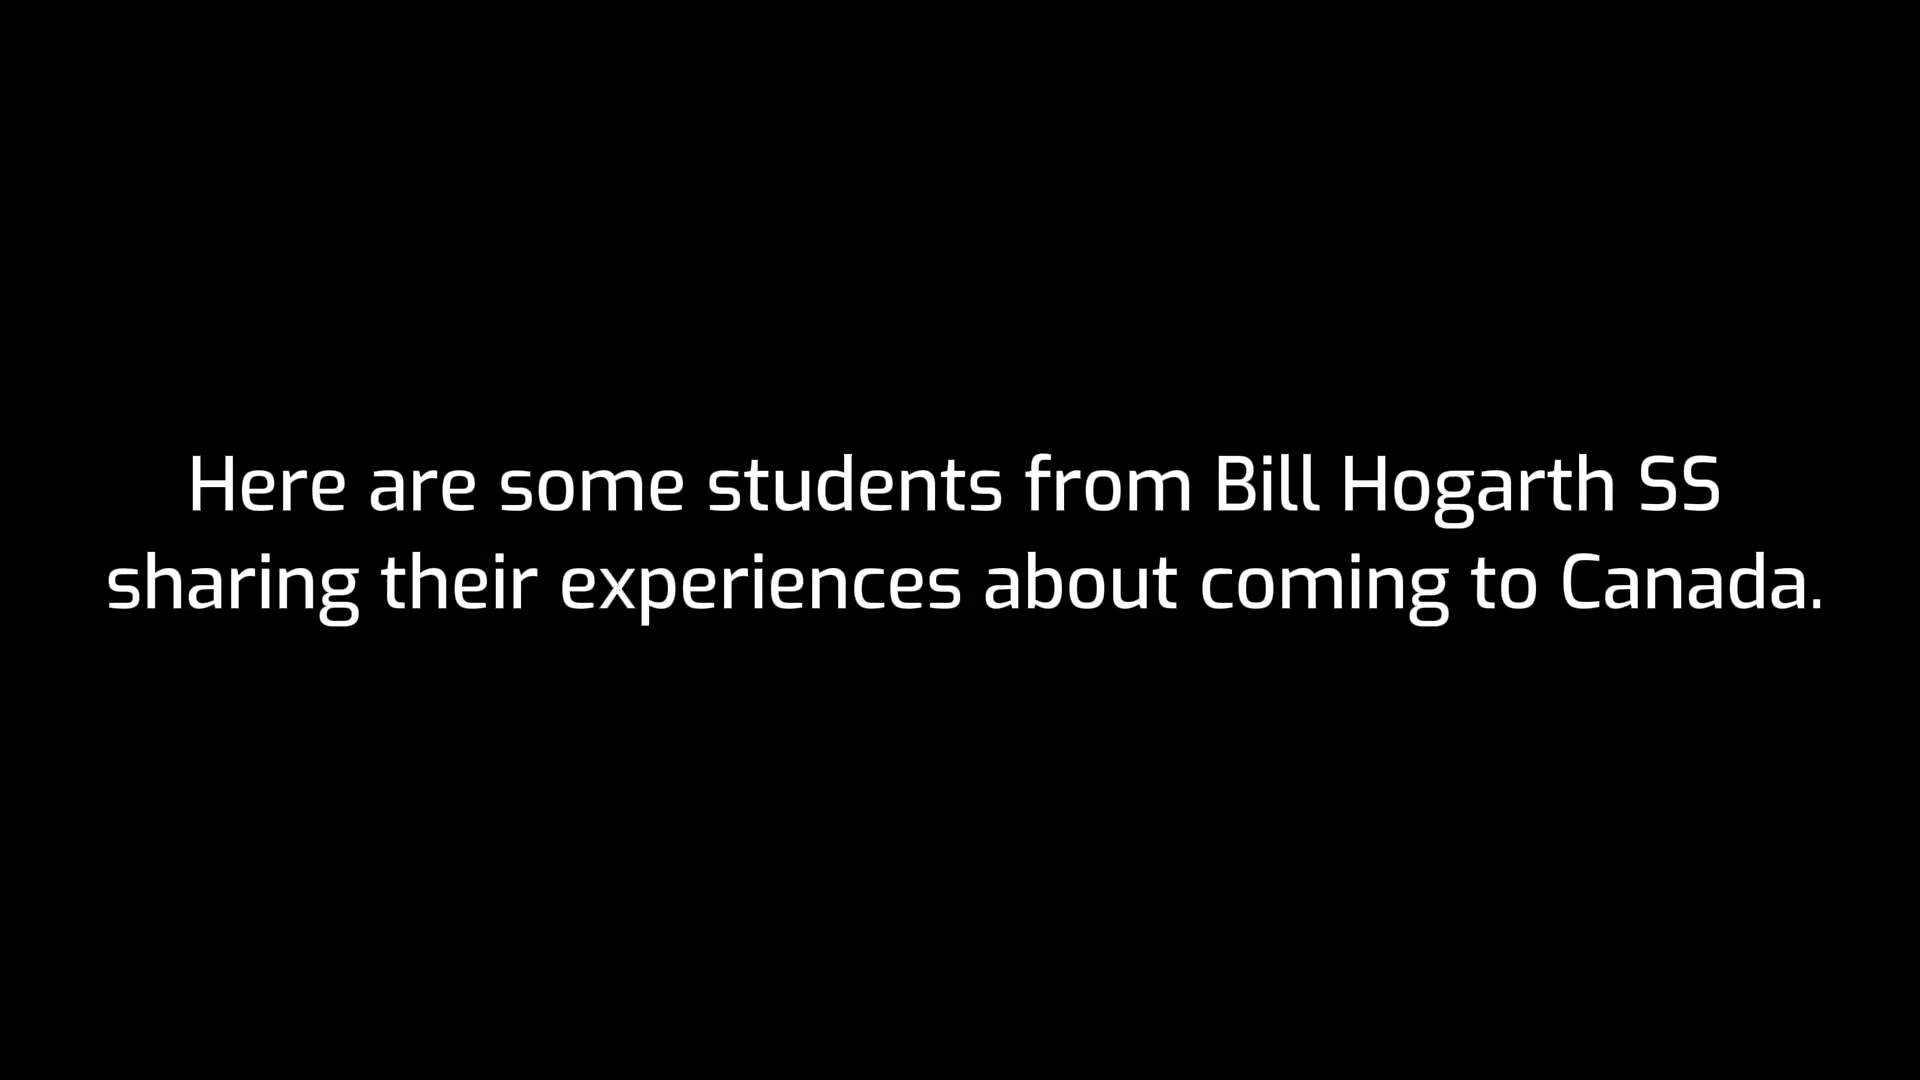 Here are some students from Bill Hogarth SS
sharing their experiences about coming to Canada.